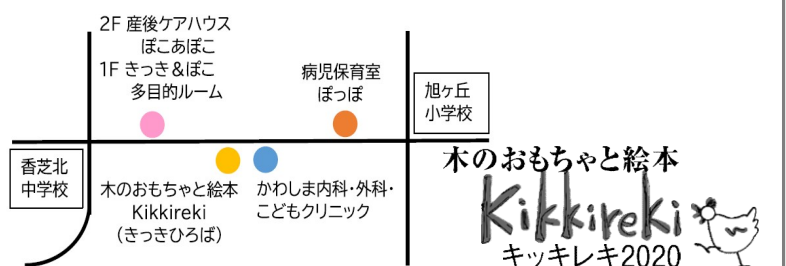 2F 産後ケアハウス
ぽこあぽこ
1F きっき＆ぽこ
多目的ルーム
病児保育室
ぽっぽ
旭ヶ丘
小学校
香芝北
中学校
木のおもちゃと絵本
Kikkireki
（きっきひろば）
かわしま内科・外科・
こどもクリニック
木のおもちゃと絵本
Kikkireki
キッキレキ2020